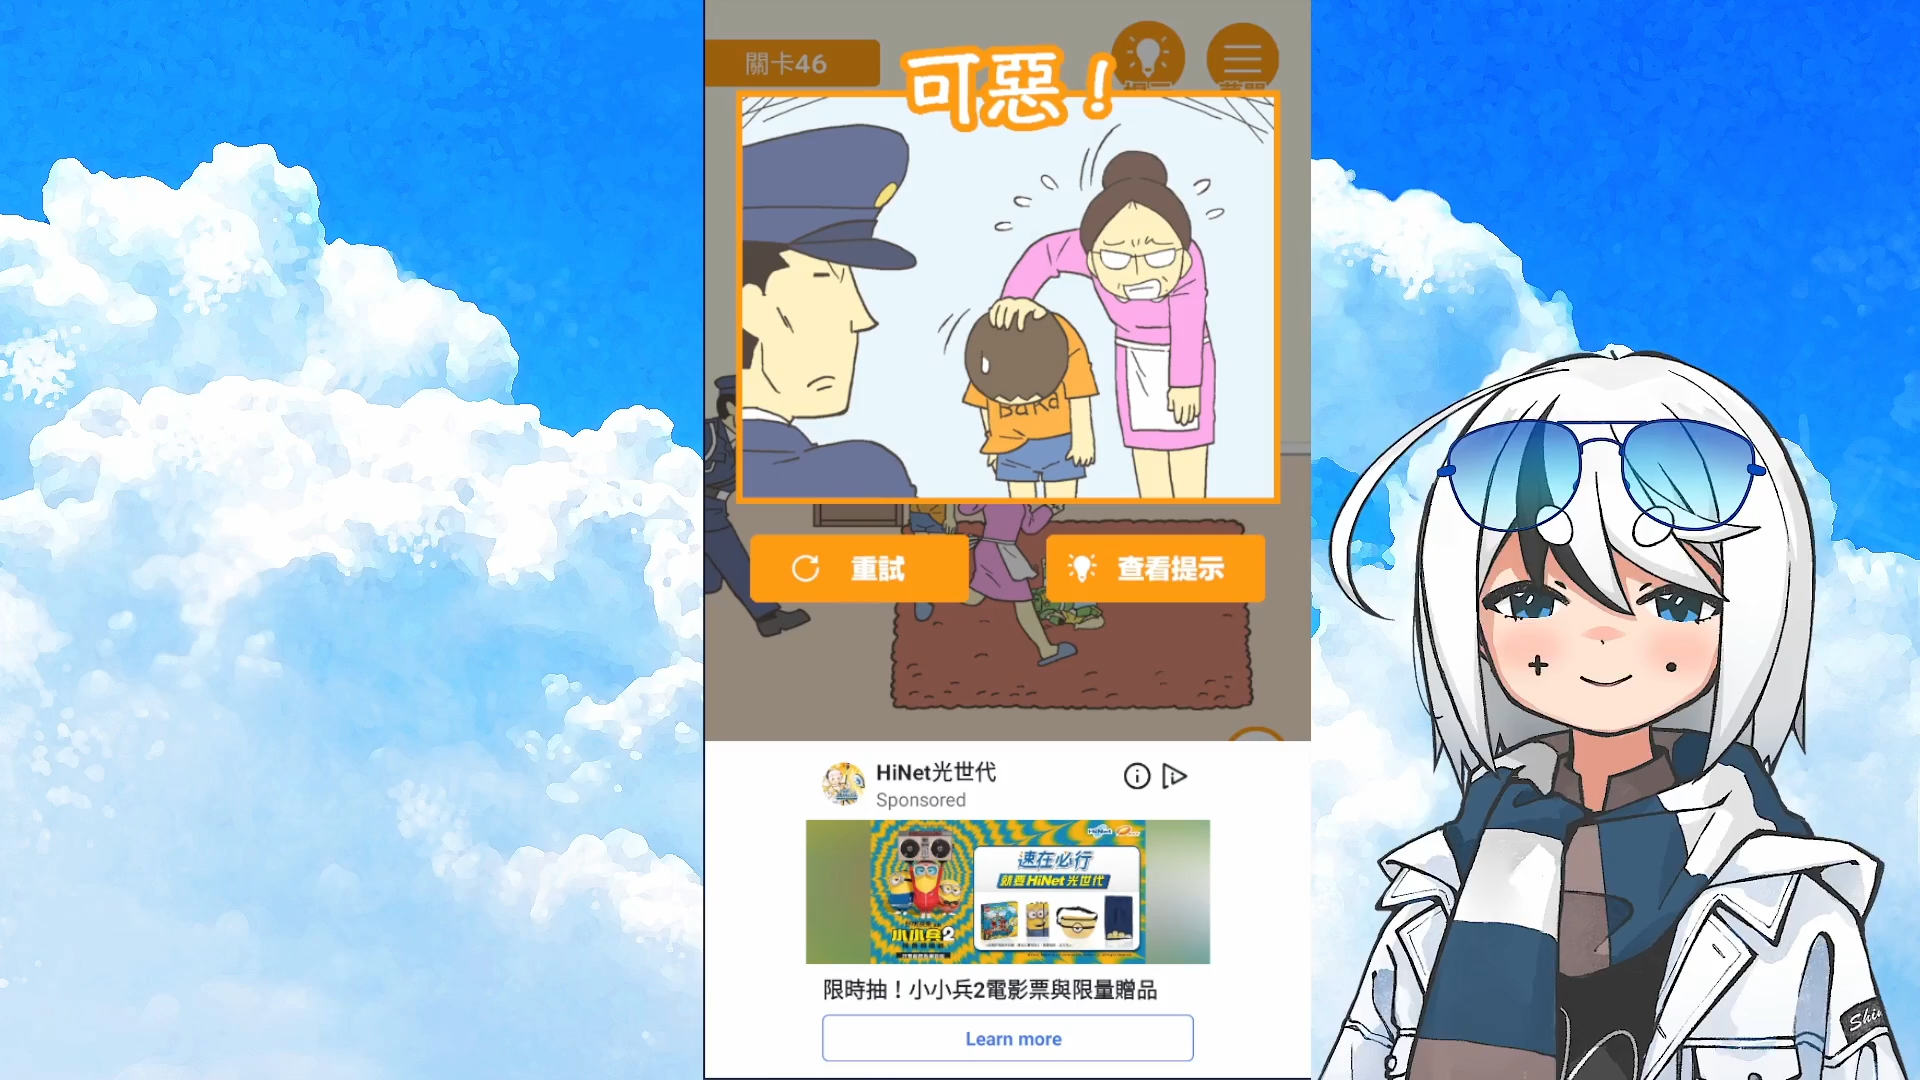 關卡46
可惡！
Baka
重試
查看提示
HiNet光世代
Sponsored
HiNet
速在必行
就要HiNet光世代
小小兵2
限時抽！小小兵2電影票與限量贈品
Learn more
Shi